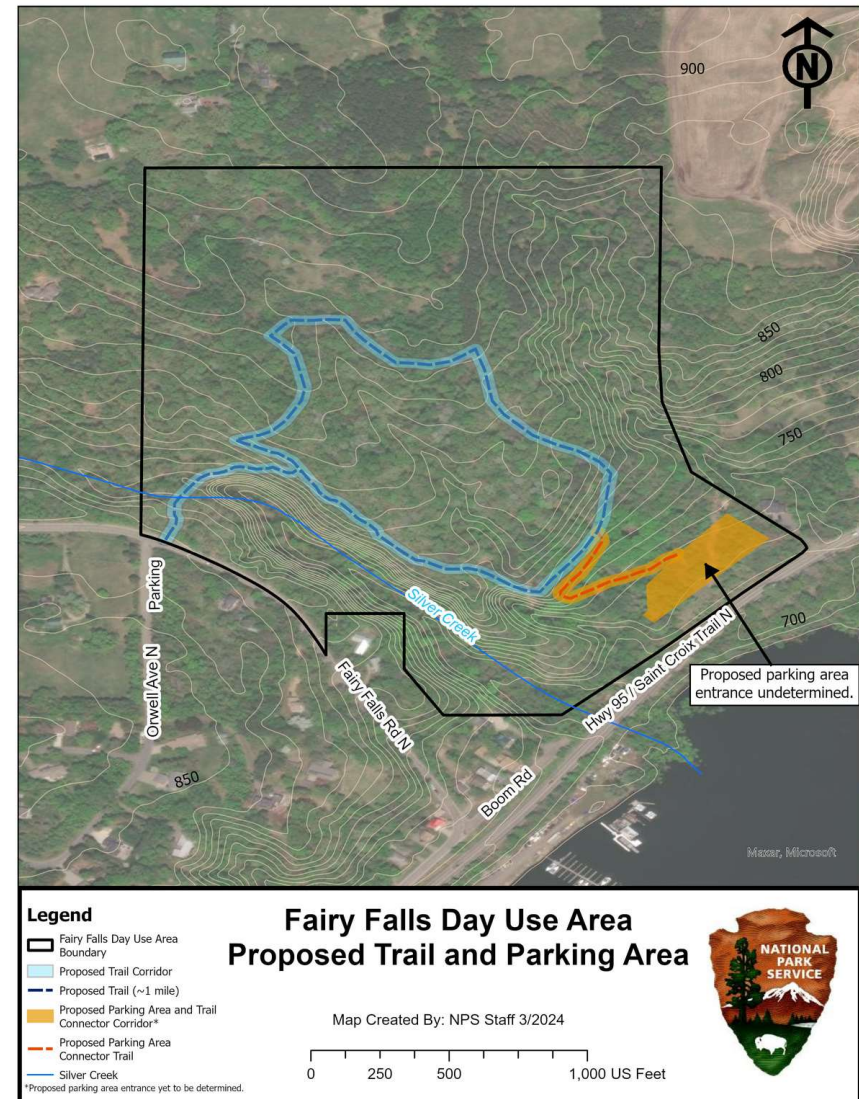 N
900
850
800
750
700
Parking
Orwell Ave N
Silver Creek
Fairy Falls Rd N
Hwy 95 / Saint Croix Trail N
Boom Rd
850
Proposed parking area
entrance undetermined.
Maxar, Microsoft
Legend
Fairy Falls Day Use Area
Boundary
Proposed Trail Corridor
Proposed Trail (~1 mile)
Proposed Parking Area and Trail
Connector Corridor*
Proposed Parking Area
Connector Trail
Silver Creek
*Proposed parking area entrance yet to be determined.
Fairy Falls Day Use Area
Proposed Trail and Parking Area
Map Created By: NPS Staff 3/2024
0 250 500 1,000 US Feet
NATIONAL
PARK
SERVICE